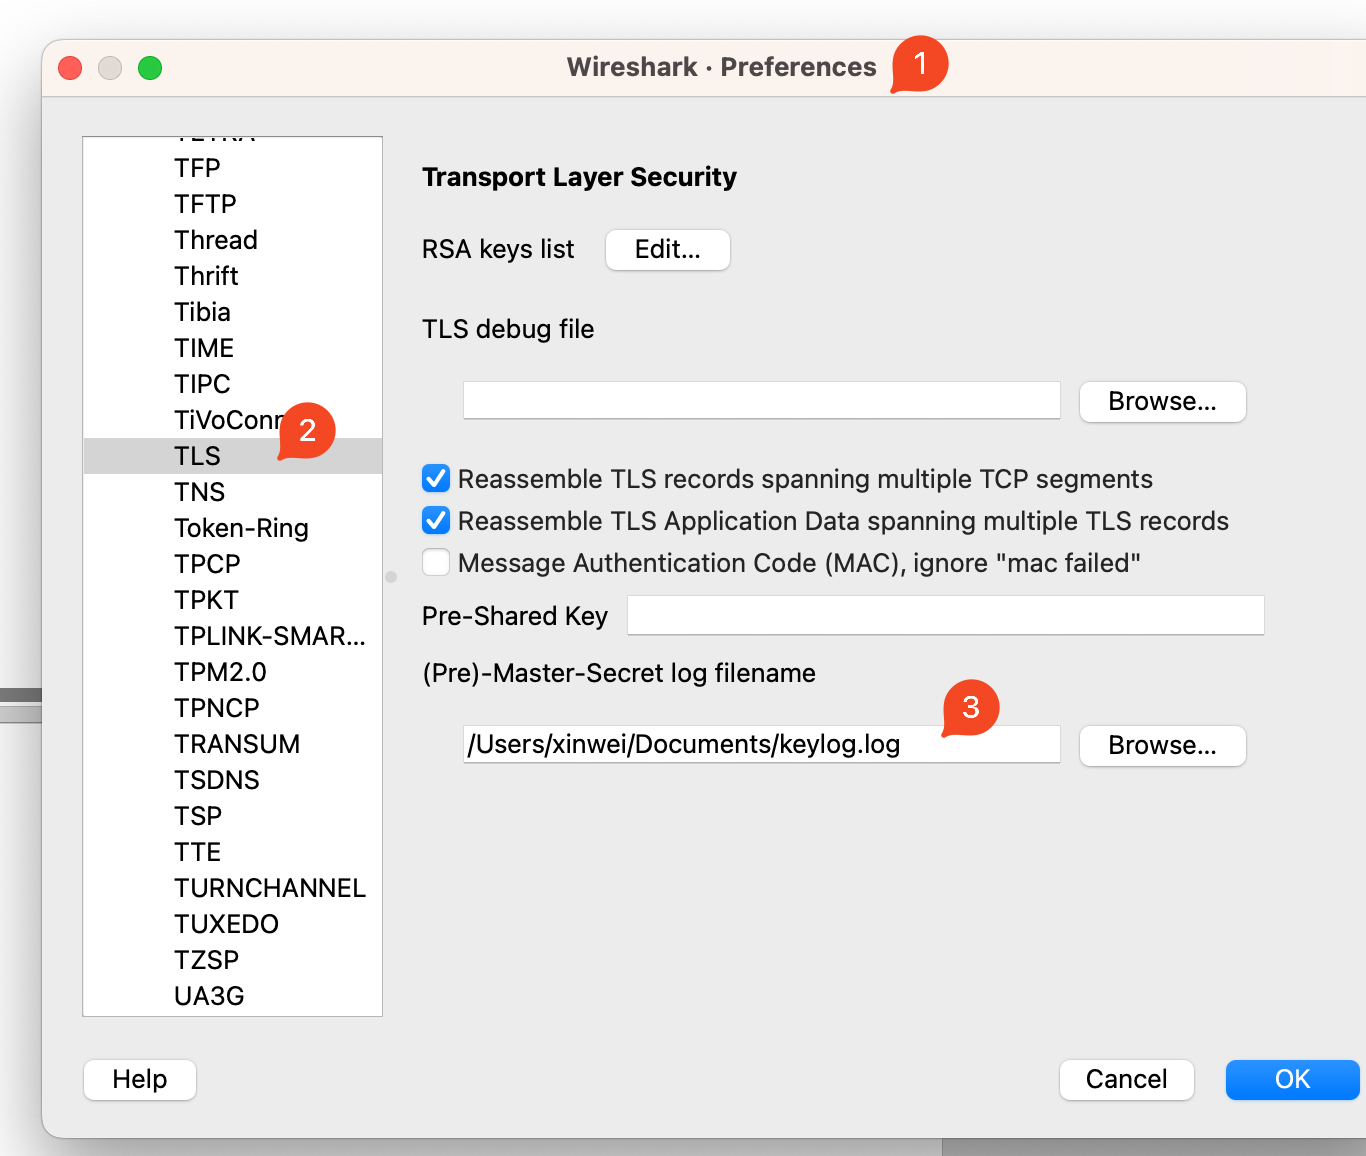 Wireshark · Preferences
1
TFP
TFTP
Thread
Thrift
Tibia
TIME
TIPC
TiVoConn
2
TLS
TNS
Token-Ring
TPCP
TPKT
TPLINK-SMAR...
TPM2.0
TPNCP
TRANSUM
TSDNS
TSP
TTE
TURNCHANNEL
TUXEDO
TZSP
UA3G
Transport Layer Security
RSA keys list Edit...
TLS debug file
Browse...
Reassemble TLS records spanning multiple TCP segments
Reassemble TLS Application Data spanning multiple TLS records
Message Authentication Code (MAC), ignore "mac failed"
Pre-Shared Key
(Pre)-Master-Secret log filename
3
/Users/xinwei/Documents/keylog.log Browse...
Help Cancel OK